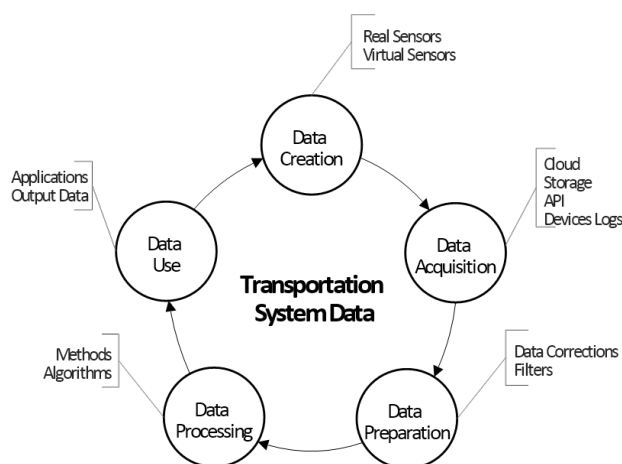 Real Sensors
Virtual Sensors
Data
Creation
Cloud
Storage
API
Devices Logs
Data
Acquisition
Data Corrections
Filters
Data
Preparation
Data
Processing
Methods
Algorithms
Data
Use
Applications
Output Data
Transportation
System Data